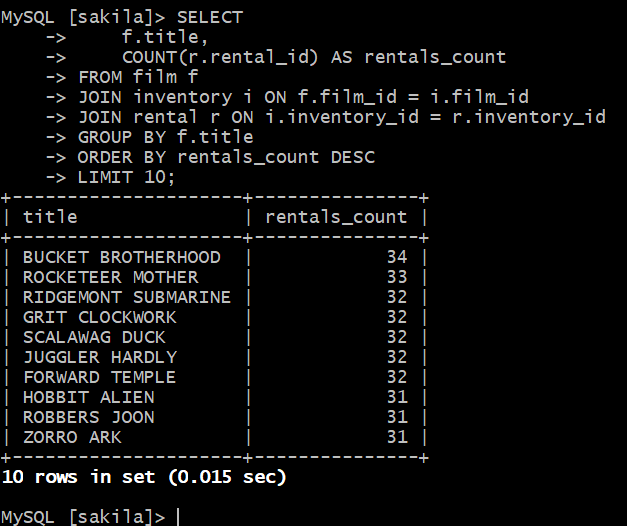 MySQL [sakila]> SELECT
    ->     f.title,
    ->     COUNT(r.rental_id) AS rentals_count
    -> FROM film f
    -> JOIN inventory i ON f.film_id = i.film_id
    -> JOIN rental r ON i.inventory_id = r.inventory_id
    -> GROUP BY f.title
    -> ORDER BY rentals_count DESC
    -> LIMIT 10;
+---------------------+---------------+
| title               | rentals_count |
+---------------------+---------------+
| BUCKET BROTHERHOOD  |            34 |
| ROCKETEER MOTHER    |            33 |
| RIDGEMONT SUBMARINE |            32 |
| GRIT CLOCKWORK      |            32 |
| SCALAWAG DUCK       |            32 |
| JUGGLER HARDLY      |            32 |
| FORWARD TEMPLE      |            32 |
| HOBBIT ALIEN        |            31 |
| ROBBERS JOON        |            31 |
| ZORRO ARK           |            31 |
+---------------------+---------------+
10 rows in set (0.015 sec)
MySQL [sakila]>